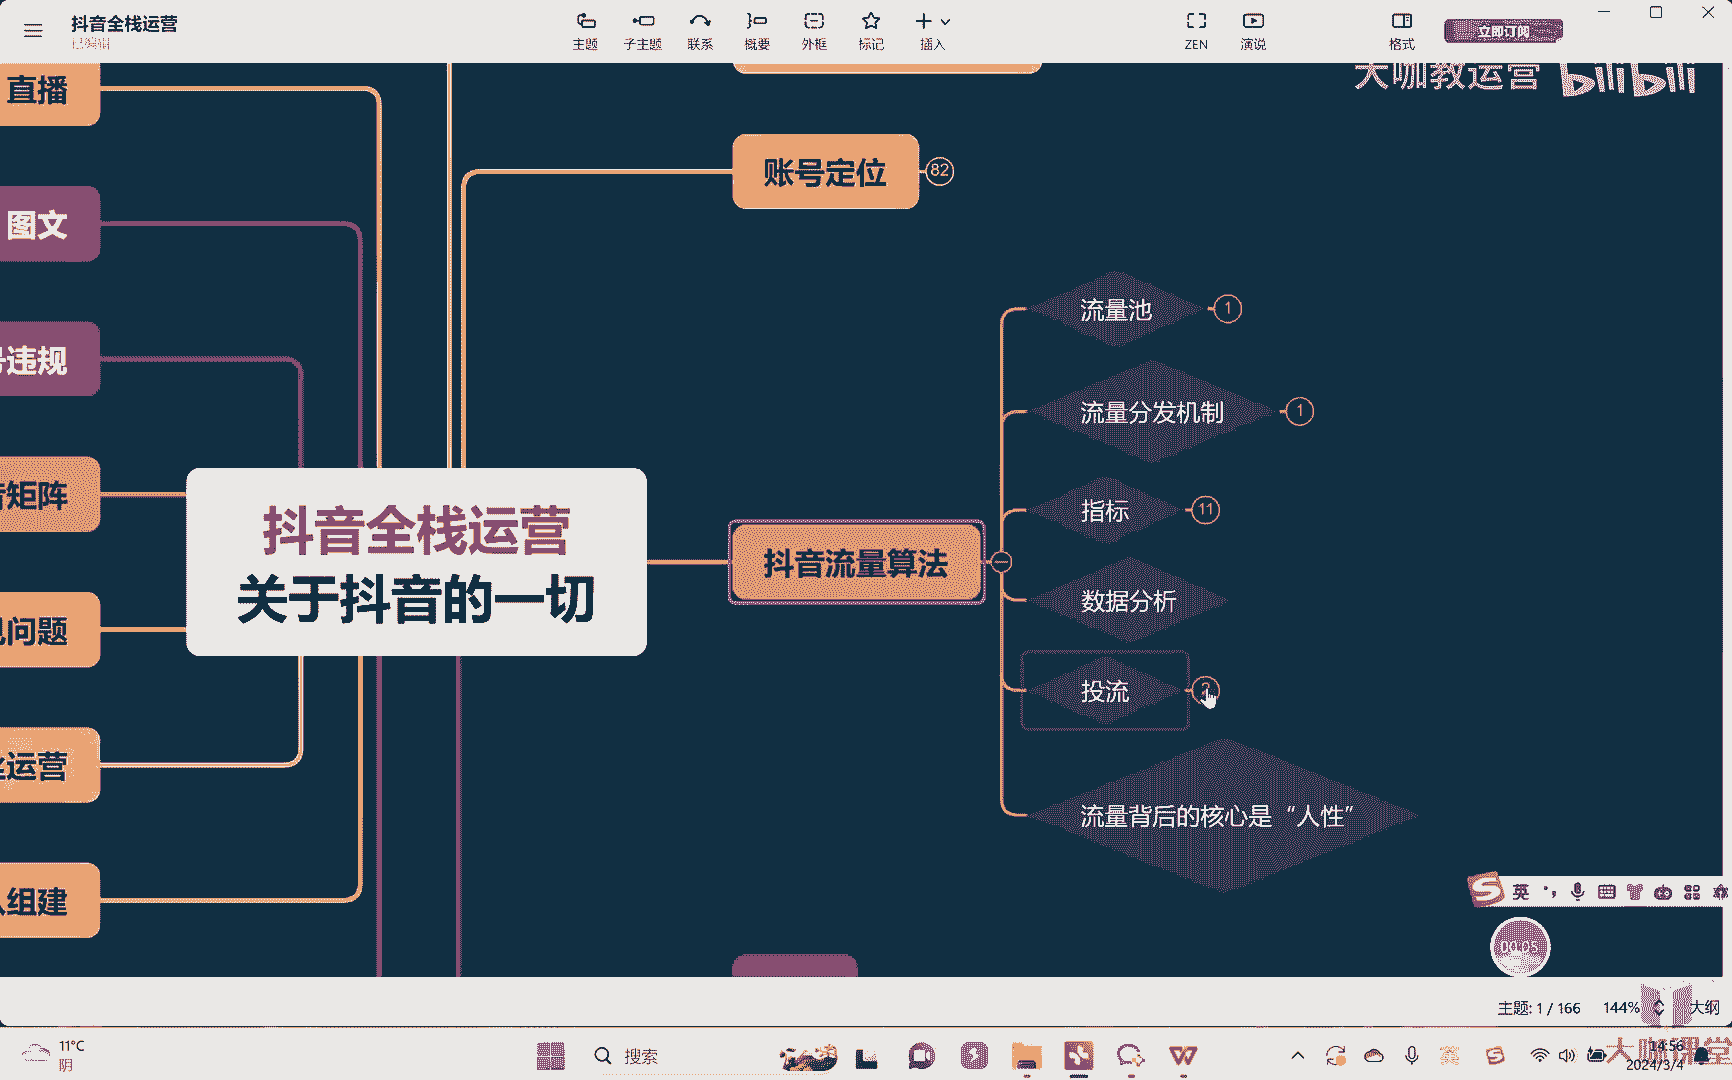 抖音全栈运营
已编辑
主题
子主题
联系
概要
外框
标记
插入
ZEN
演说
格式
立即订阅
大咖教运营 bilibili
直播
图文
违规
矩阵
问题
运营
组建
抖音全栈运营
关于抖音的一切
账号定位
82
抖音流量算法
流量池
1
流量分发机制
1
指标
11
数据分析
投流
流量背后的核心是“人性”
英
00:05
主题: 1 / 166
144%
大纲
11°C
阴
搜索
英
大咖课堂
14:56
2024/3/4